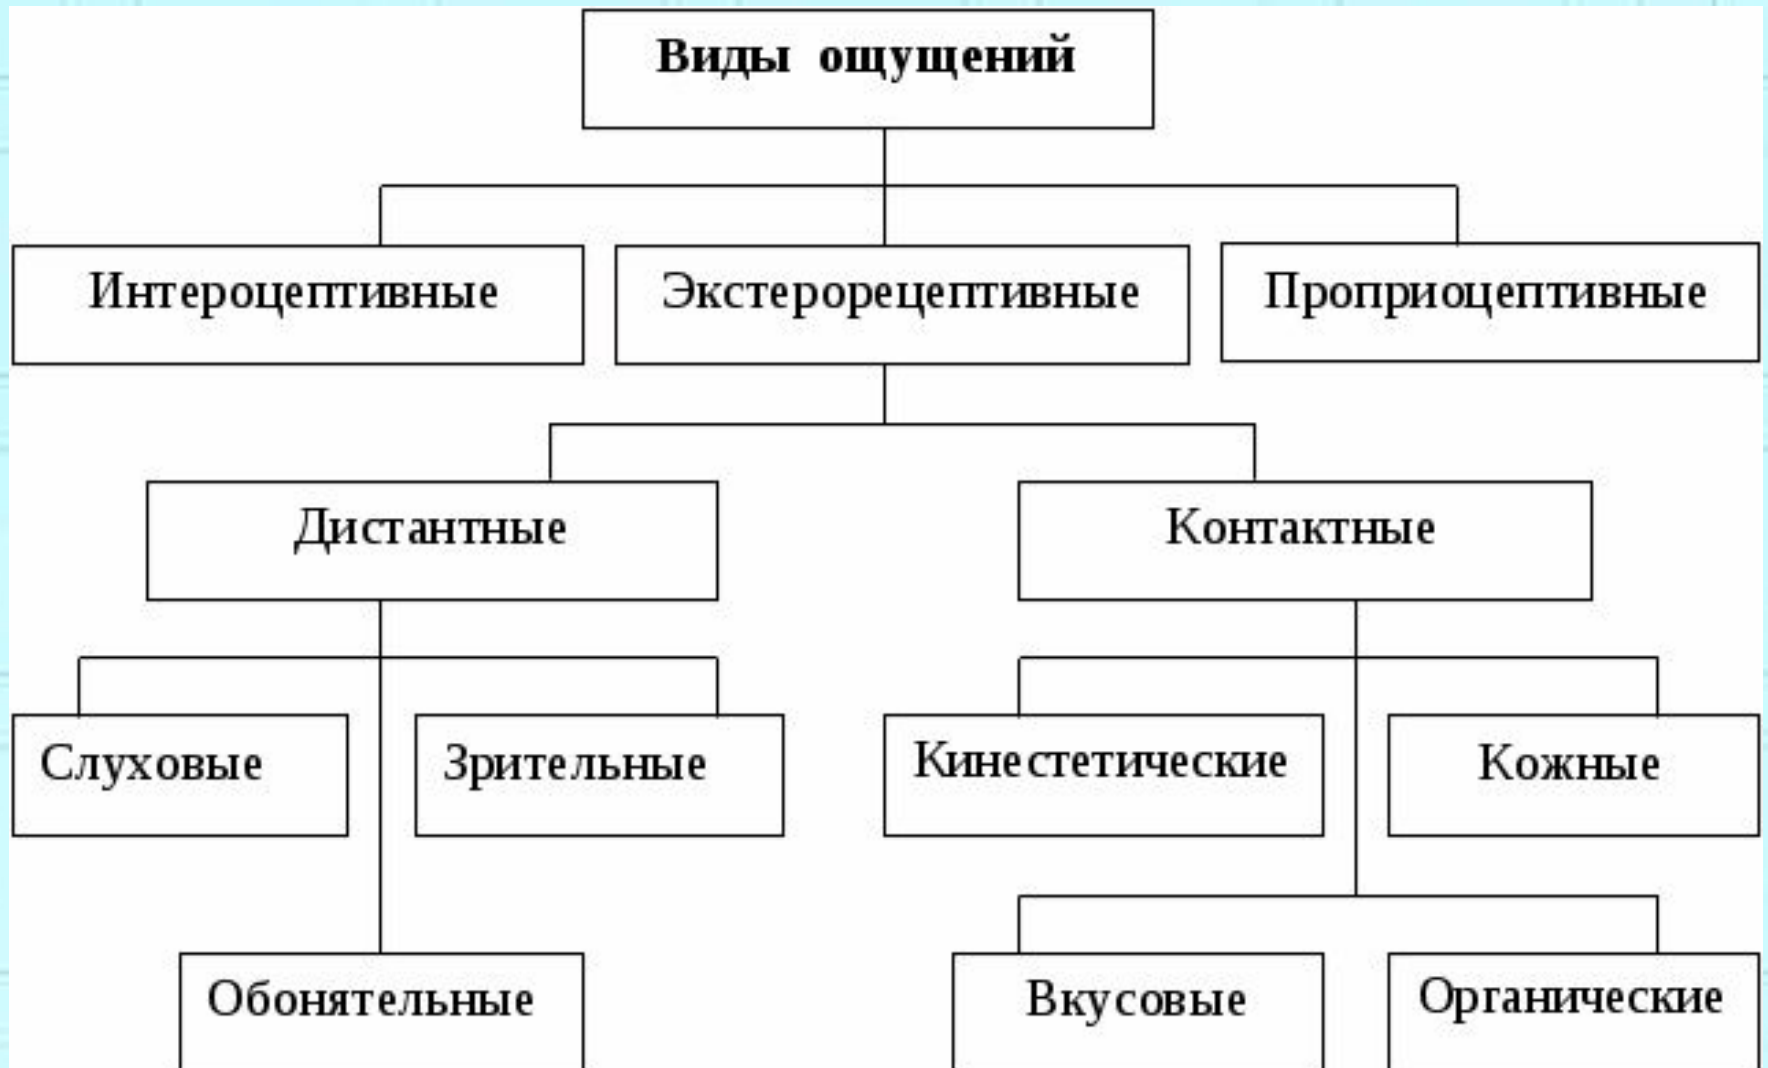 Виды ощущений
Интероцептивные
Экстерорецептивные
Проприоцептивные
Дистантные
Контактные
Слуховые
Зрительные
Кинестетические
Кожные
Обонятельные
Вкусовые
Органические